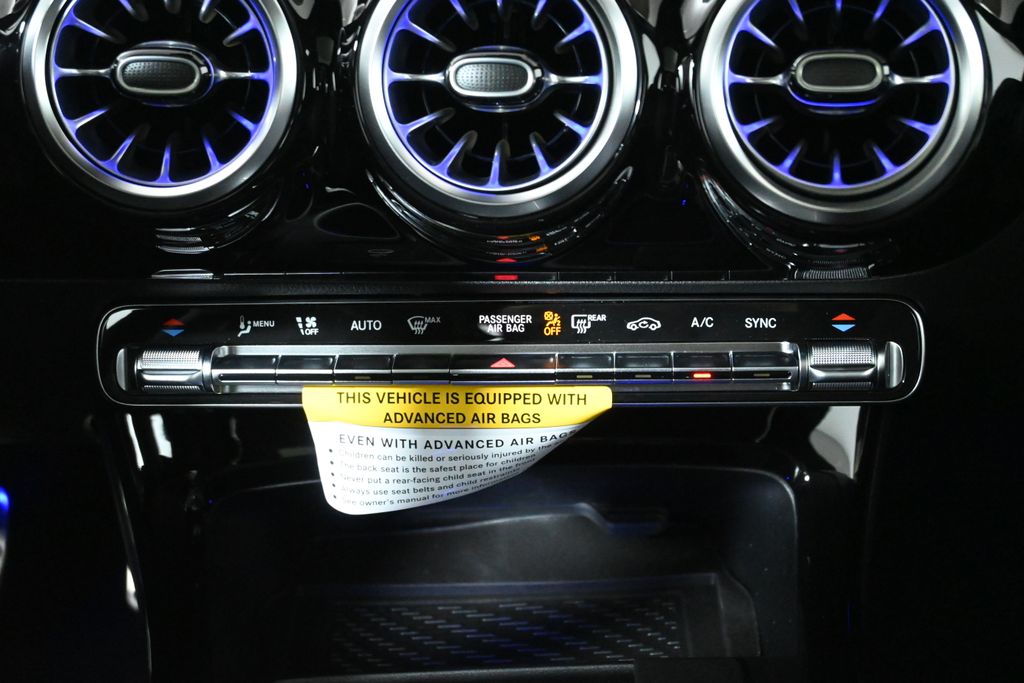 MENU OFF AUTO MAX PASSENGER AIR BAG OFF REAR A/C SYNC
THIS VEHICLE IS EQUIPPED WITH
ADVANCED AIR BAGS
EVEN WITH ADVANCED AIR BAGS
• Children can be killed or seriously injured by the
• The back seat is the safest place for children.
• Never put a rear-facing child seat in the front
• Always use seat belts and child restraints
• See owner's manual for more